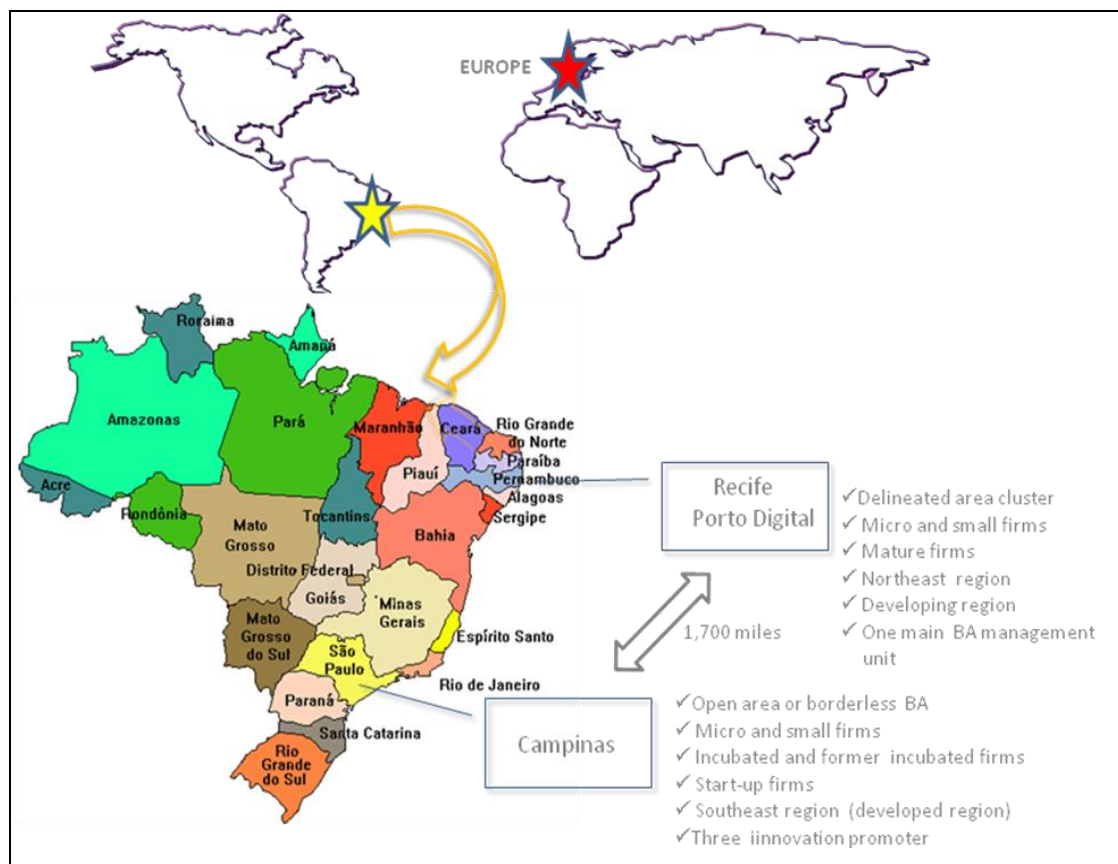 EUROPE
Roraima
Amapá
Amazonas
Pará
Maranhão
Ceará
Rio Grande
do Norte
Paraíba
Piauí
Pernambuco
Acre
Alagoas
Rondônia
Tocantins
Sergipe
Mato
Grosso
Bahia
Distrito Federal
Goiás
Minas
Gerais
Mato
Grosso
do Sul
Espírito Santo
São
Paulo
Rio de Janeiro
Paraná
Santa Catarina
Rio
Grande
do Sul
Recife
Porto Digital
✓Delineated area cluster
✓Micro and small firms
✓Mature firms
✓Northeast region
✓Developing region
✓One main BA management
unit
1,700 miles
Campinas
✓Open area or borderless BA
✓Micro and small firms
✓Incubated and former incubated firms
✓Start-up firms
✓Southeast region (developed region)
✓Three iinnovation promoter